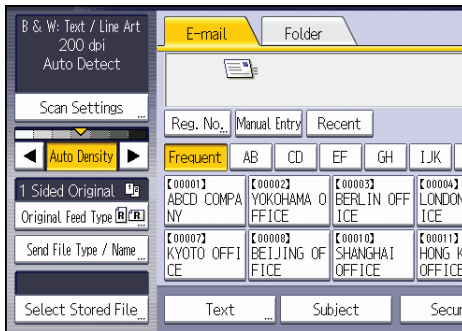 B & W: Text / Line Art
200 dpi
Auto Detect
Scan Settings
Auto Density
1 Sided Original
Original Feed Type
Send File Type / Name
Select Stored File
E-mail
Folder
Reg. No.
Manual Entry
Recent
Frequent
AB
CD
EF
GH
IJK
[00001]
ABCD COMPA
NY
[00002]
YOKOHAMA O
FFICE
[00003]
BERLIN OFF
ICE
[00004]
LONDON
ICE
[00007]
KYOTO OFFI
CE
[00008]
BEIJING OF
FICE
[00010]
SHANGHAI
OFFICE
[00011]
HONG K
OFFICE
Text
Subject
Secur